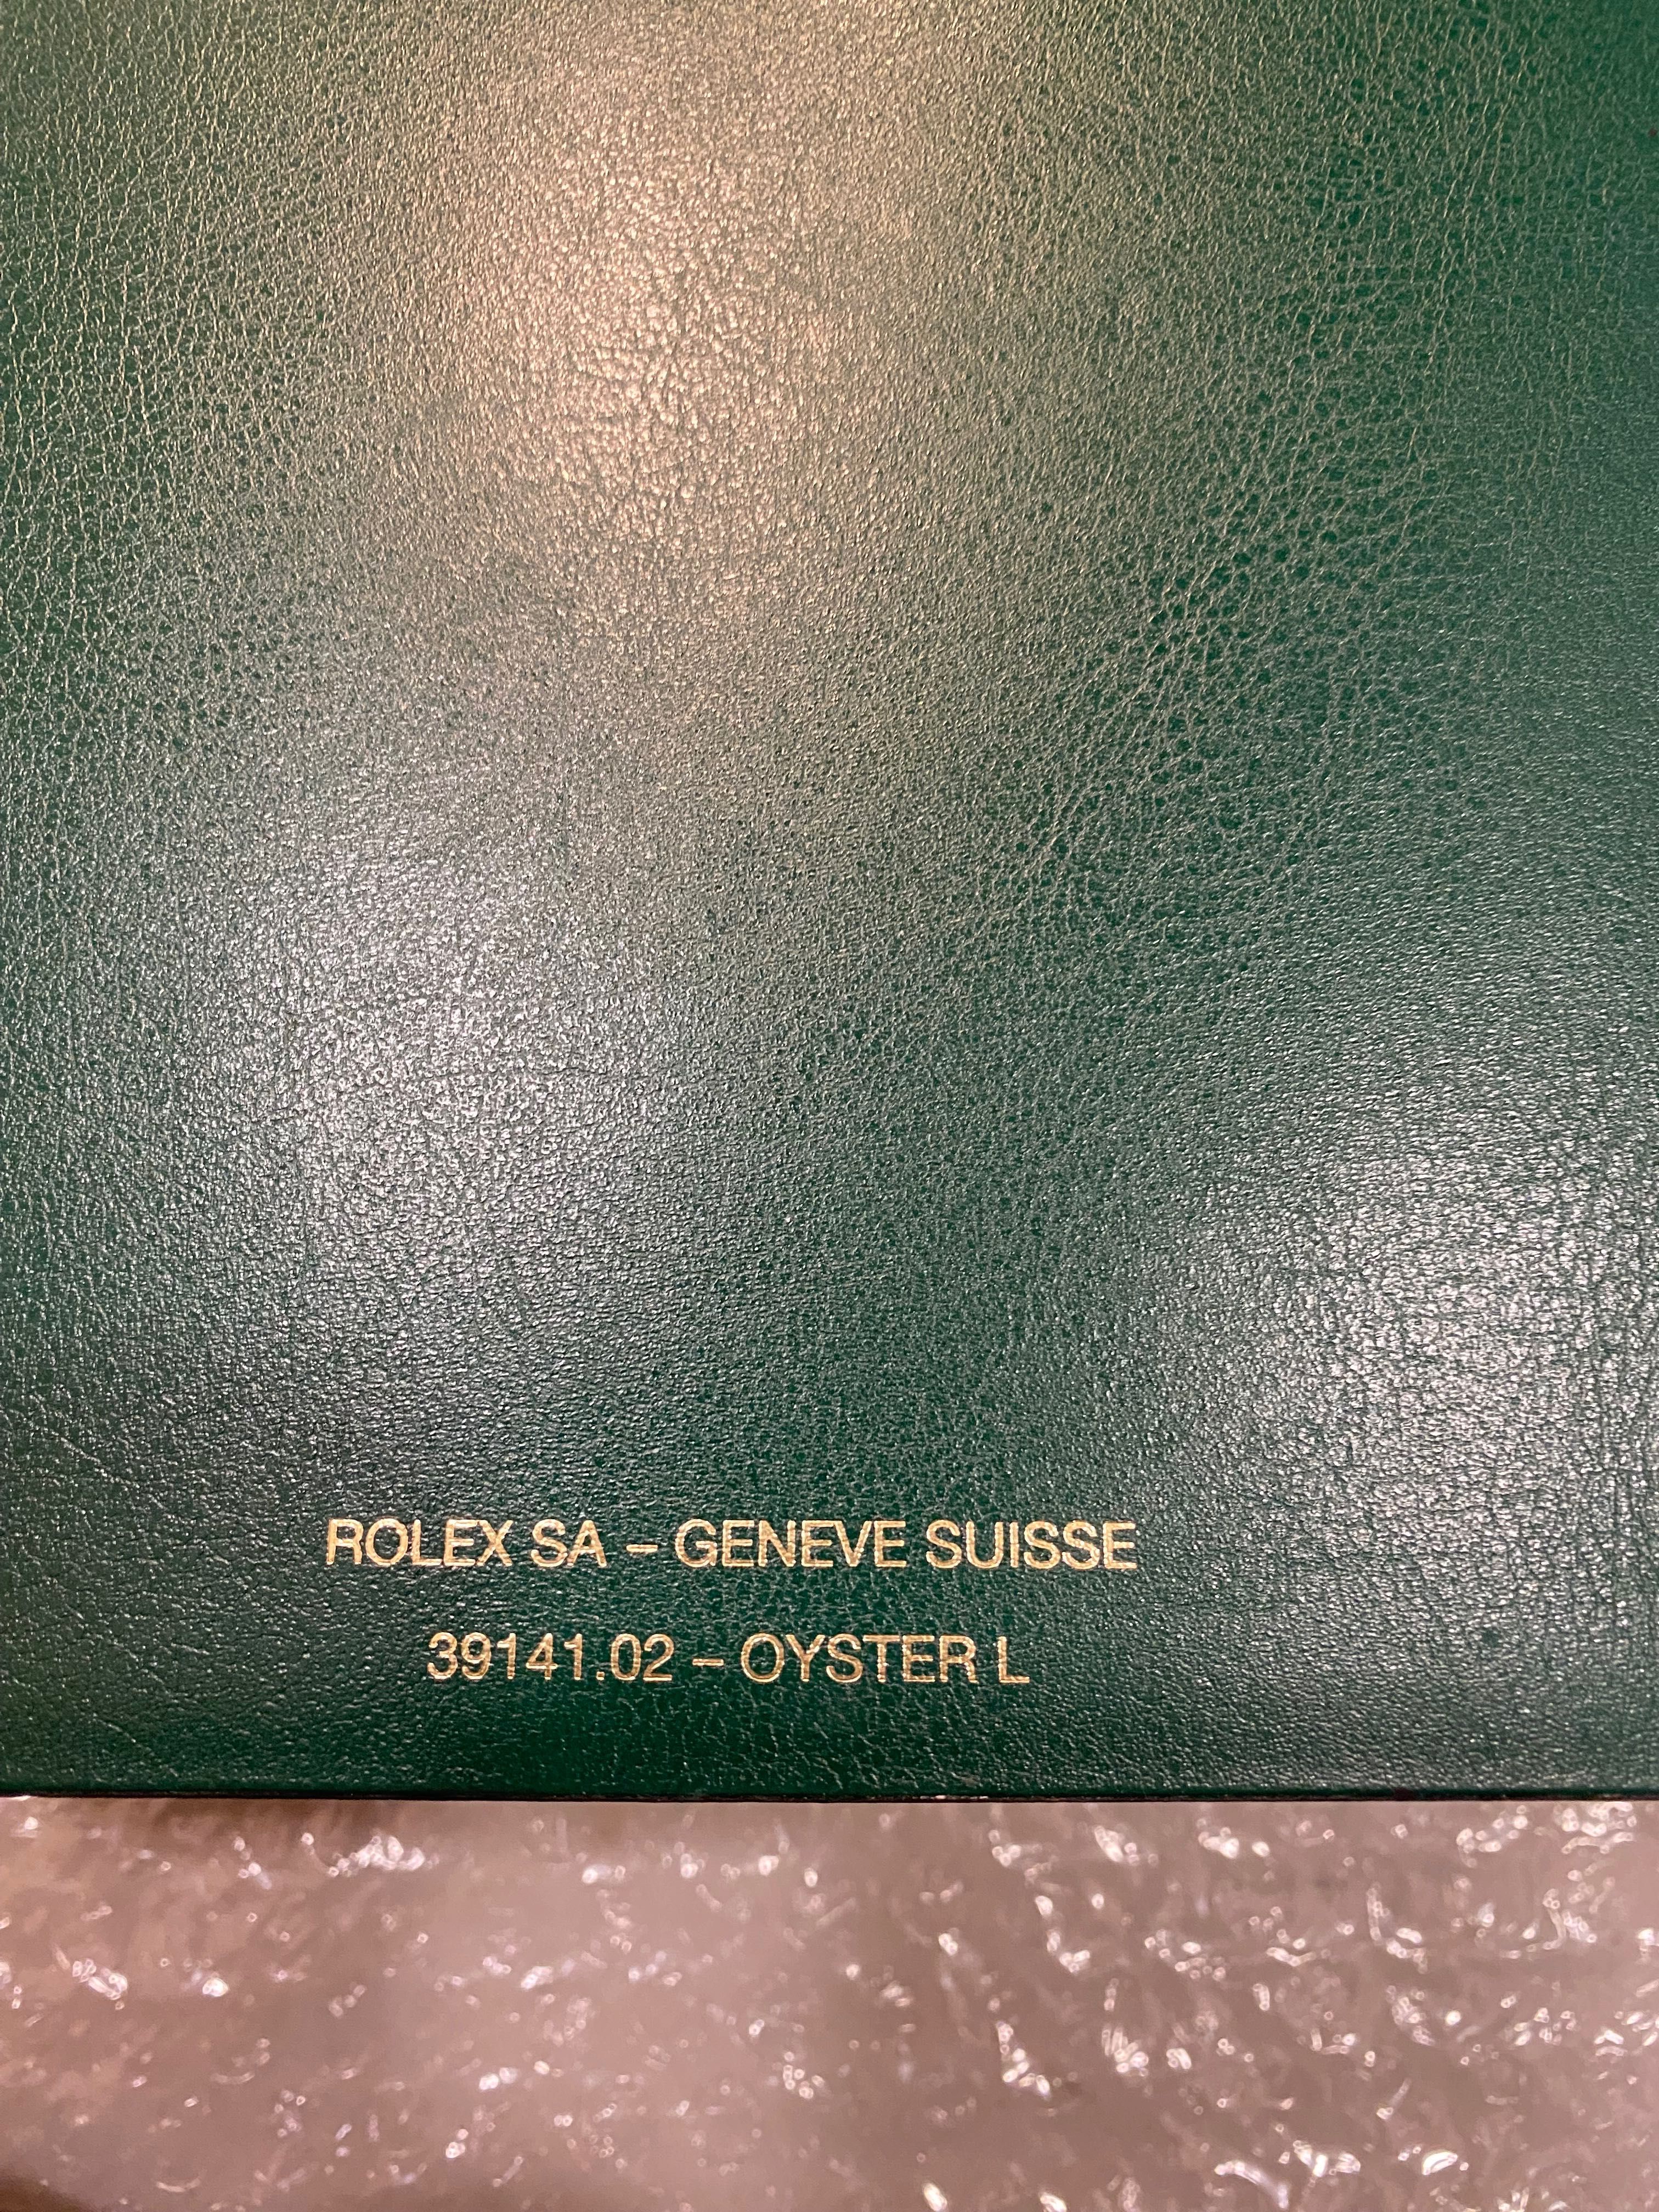 ROLEX SA – GENEVE SUISSE
39141.02 – OYSTER L